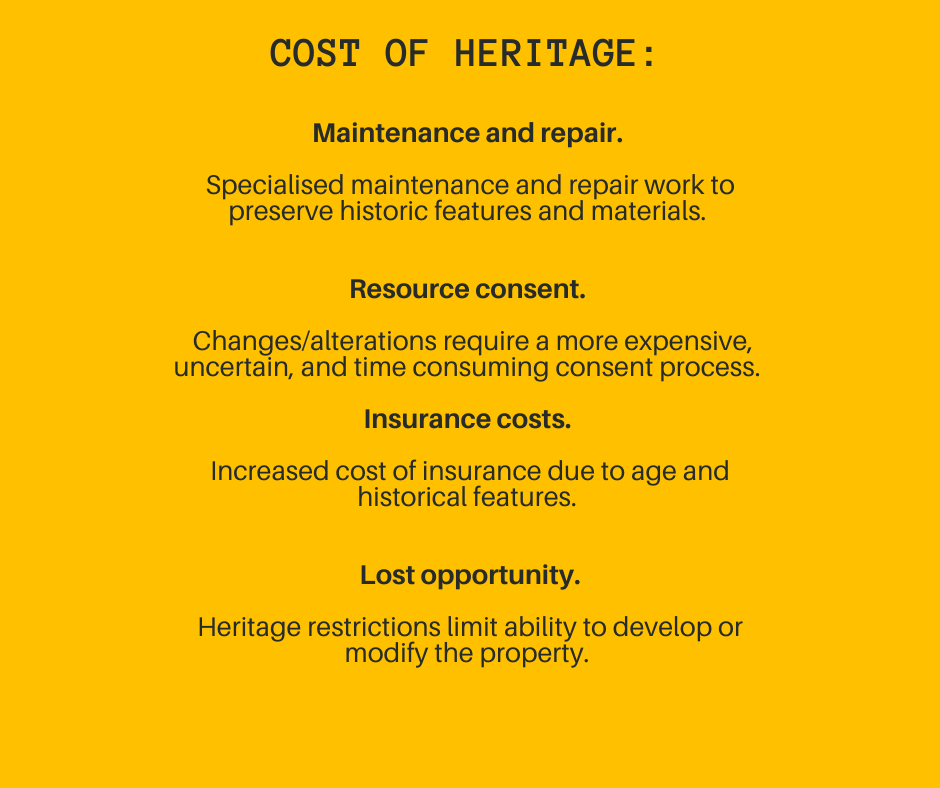 COST OF HERITAGE:
Maintenance and repair.
Specialised maintenance and repair work to
preserve historic features and materials.
Resource consent.
Changes/alterations require a more expensive,
uncertain, and time consuming consent process.
Insurance costs.
Increased cost of insurance due to age and
historical features.
Lost opportunity.
Heritage restrictions limit ability to develop or
modify the property.